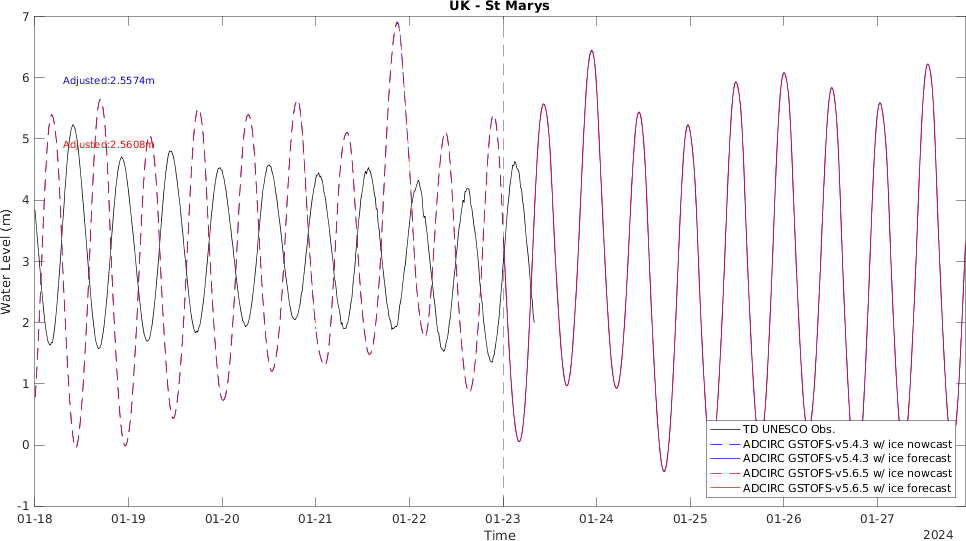 UK - St Marys
7
6
5
4
3
2
1
0
-1
Water Level (m)
Adjusted:2.5574m
Adjusted:2.5608m
TD UNESCO Obs.
ADCIRC GSTOFS-v5.4.3 w/ ice nowcast
ADCIRC GSTOFS-v5.4.3 w/ ice forecast
ADCIRC GSTOFS-v5.6.5 w/ ice nowcast
ADCIRC GSTOFS-v5.6.5 w/ ice forecast
01-18 01-19 01-20 01-21 01-22 01-23 01-24 01-25 01-26 01-27
Time
2024